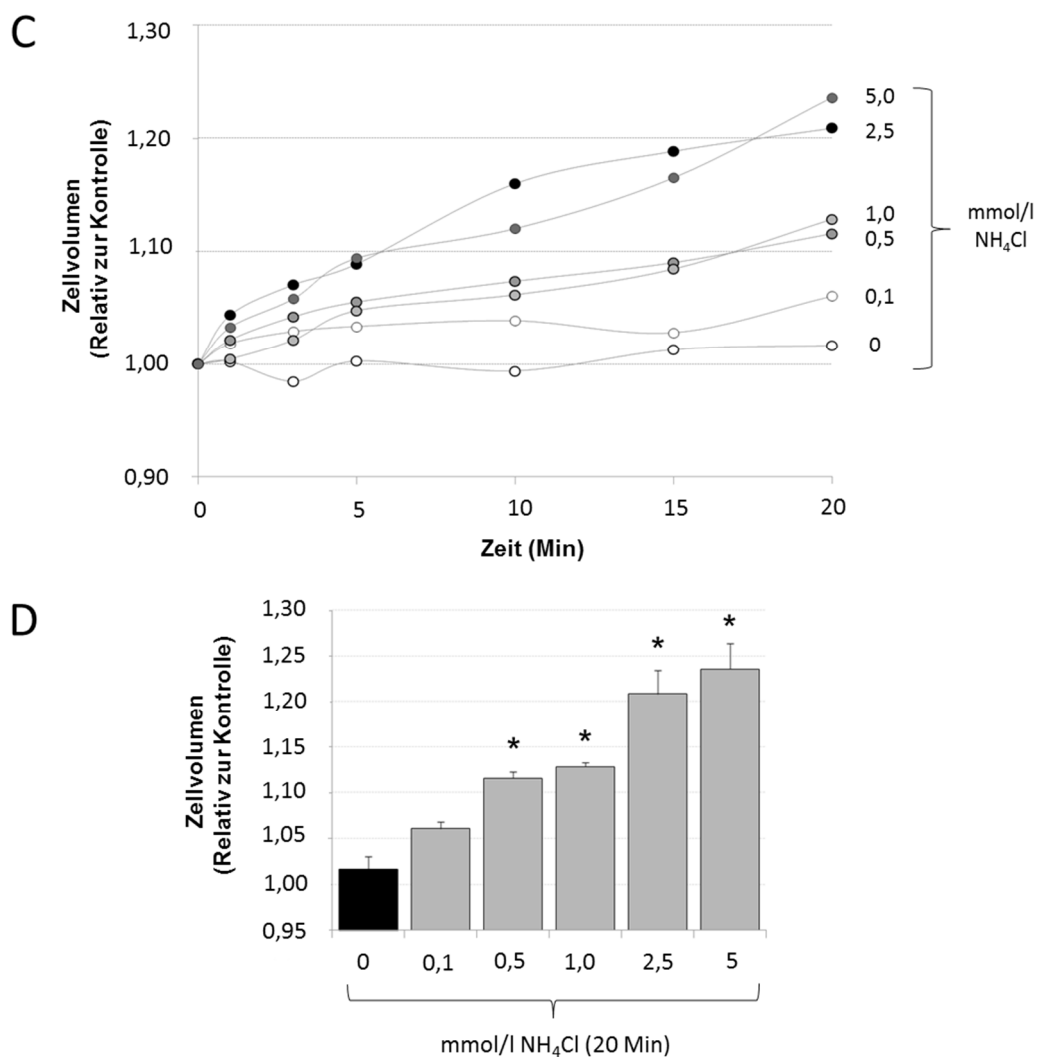 C
1,30
1,20
1,10
1,00
0,90
Zellvolumen
(Relativ zur Kontrolle)
0 5 10 15 20
Zeit (Min)
5,0
2,5
1,0
0,5
0,1
0
mmol/l
NH₄Cl
D
1,30
1,25
1,20
1,15
1,10
1,05
1,00
0,95
Zellvolumen
(Relativ zur Kontrolle)
* * * *
0 0,1 0,5 1,0 2,5 5
mmol/l NH₄Cl (20 Min)